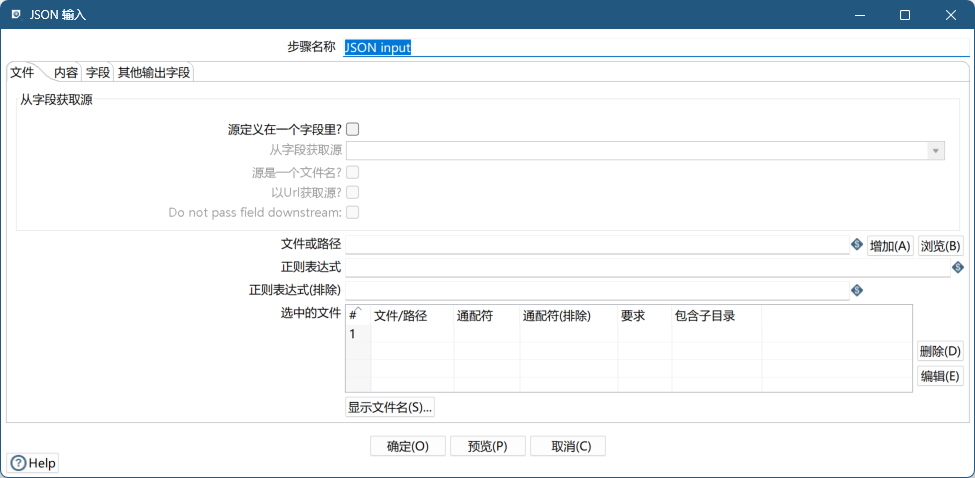 JSON 输入
步骤名称 JSON input
文件 内容 字段 其他输出字段
从字段获取源
源定义在一个字段里?
从字段获取源
源是一个文件名?
以Url获取源?
Do not pass field downstream:
文件或路径 增加(A) 浏览(B)
正则表达式
正则表达式(排除)
选中的文件 # 文件/路径 通配符 通配符(排除) 要求 包含子目录
1
删除(D)
编辑(E)
显示文件名(S)...
确定(O) 预览(P) 取消(C)
Help